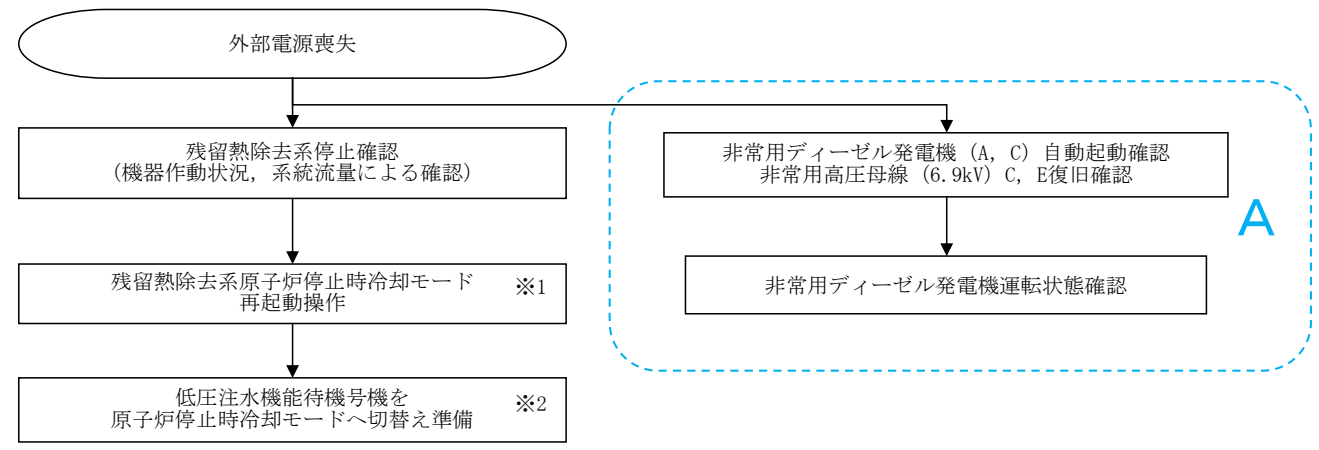 外部電源喪失
残留熱除去系停止確認
(機器作動状況, 系統流量による確認)
残留熱除去系原子炉停止時冷却モード
再起動操作
※1
低圧注水機能待機号機を
原子炉停止時冷却モードへ切替え準備
※2
非常用ディーゼル発電機 (A, C) 自動起動確認
非常用高圧母線 (6.9kV) C, E復旧確認
非常用ディーゼル発電機運転状態確認
A